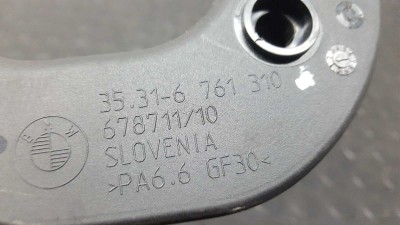 35.31-6 761 310
678711/10
SLOVENIA
>PA6.6 GF30<